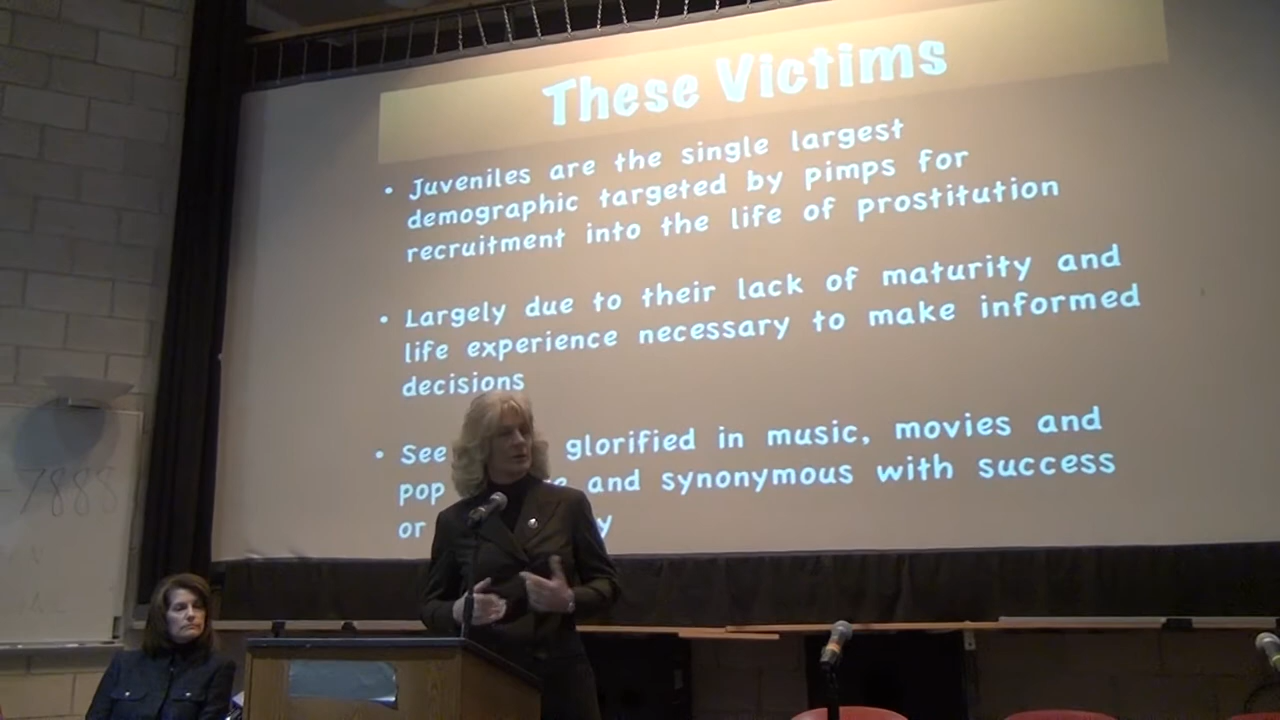 These Victims
• Juveniles are the single largest
demographic targeted by pimps for
recruitment into the life of prostitution
• Largely due to their lack of maturity and
life experience necessary to make informed
decisions
• See glorified in music, movies and
pop and synonymous with success
or
7888